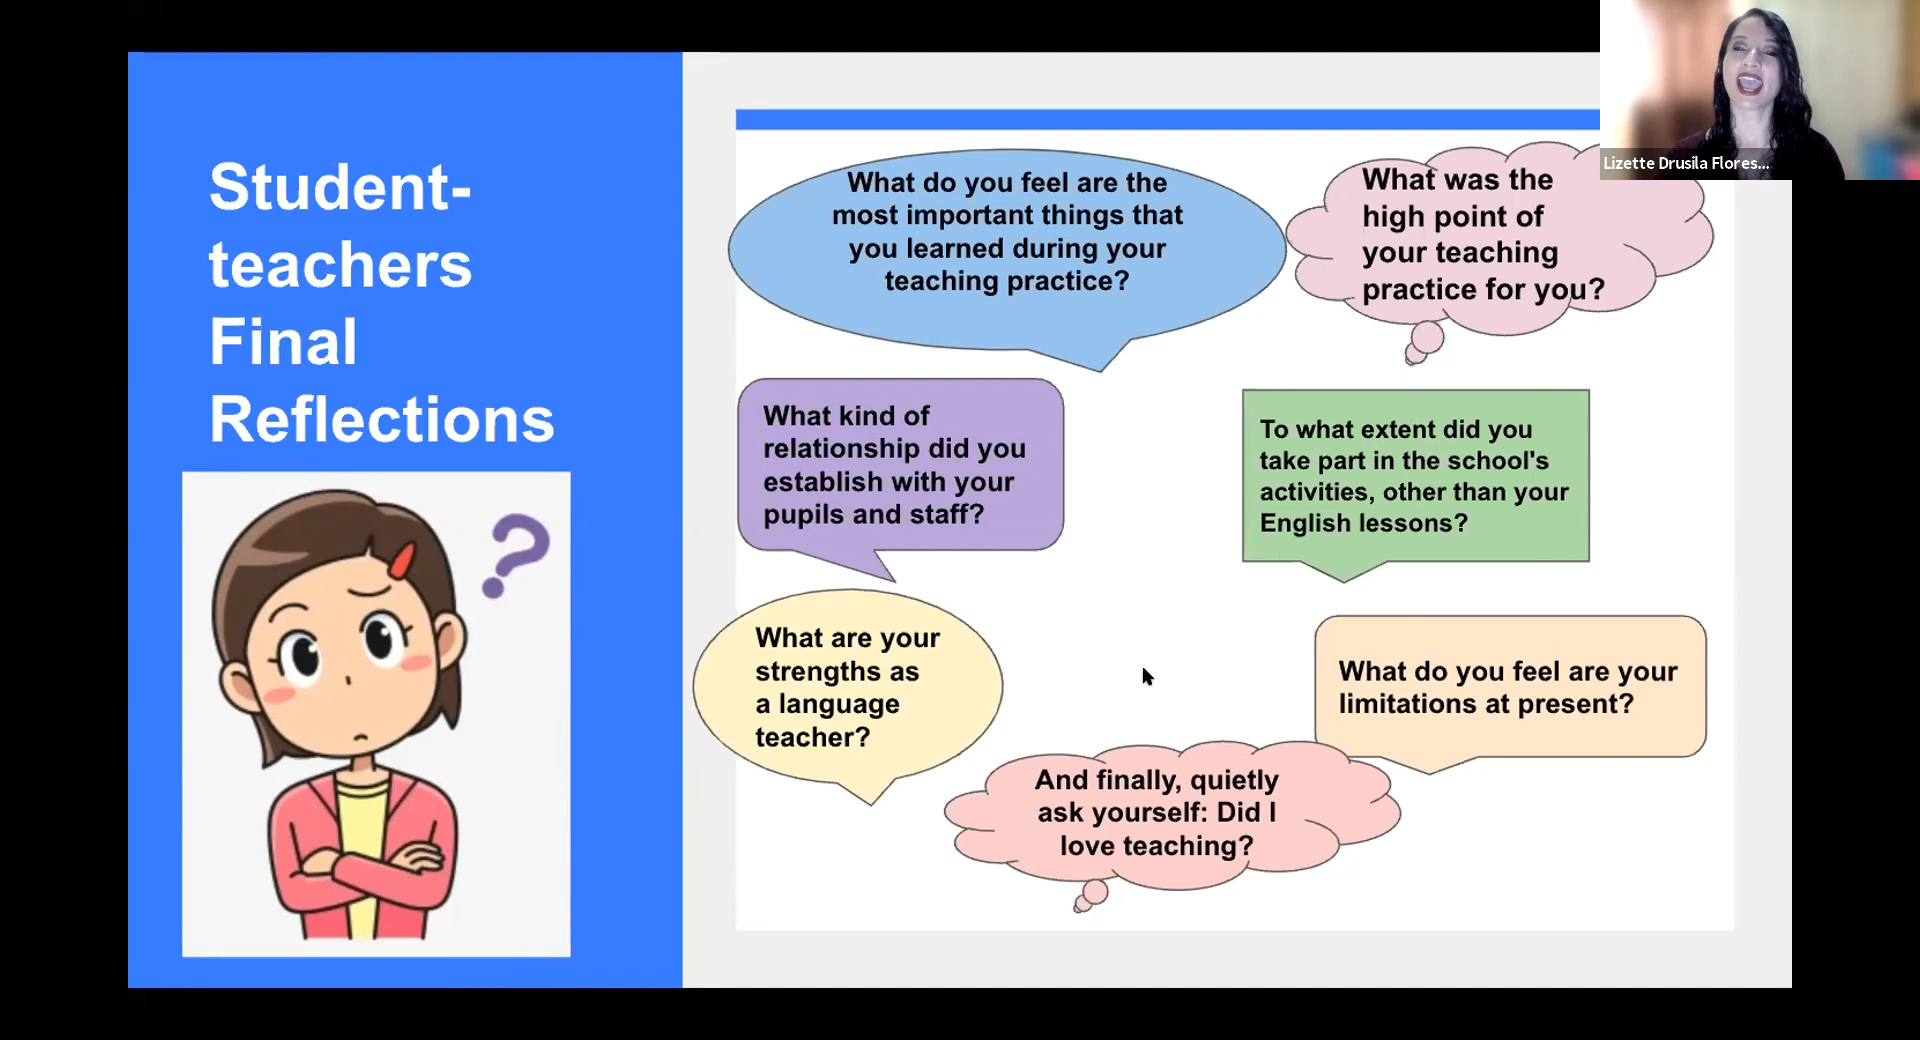 Student-
teachers
Final
Reflections
What do you feel are the
most important things that
you learned during your
teaching practice?
What was the
high point of
your teaching
practice for you?
What kind of
relationship did you
establish with your
pupils and staff?
To what extent did you
take part in the school's
activities, other than your
English lessons?
What are your
strengths as
a language
teacher?
What do you feel are your
limitations at present?
And finally, quietly
ask yourself: Did I
love teaching?
?
Lizette Drusila Flores...